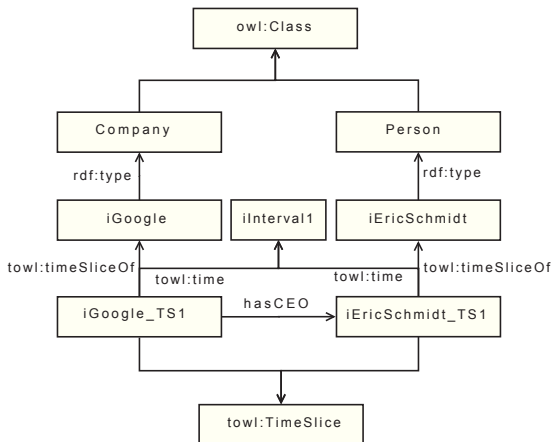 owl:Class
Company
Person
rdf:type
rdf:type
iGoogle
iInterval1
iEricSchmidt
towl:timeSliceOf
towl:time
towl:time
towl:timeSliceOf
iGoogle_TS1
hasCEO
iEricSchmidt_TS1
towl:TimeSlice